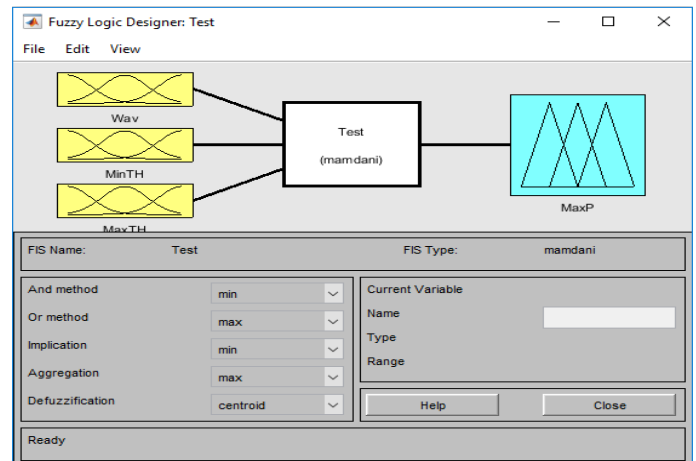 Fuzzy Logic Designer: Test
File Edit View
Wav
MinTH
MaxTH
Test
(mamdani)
MaxP
FIS Name: Test FIS Type: mamdani
And method min
Or method max
Implication min
Aggregation max
Defuzzification centroid
Current Variable
Name
Type
Range
Help Close
Ready